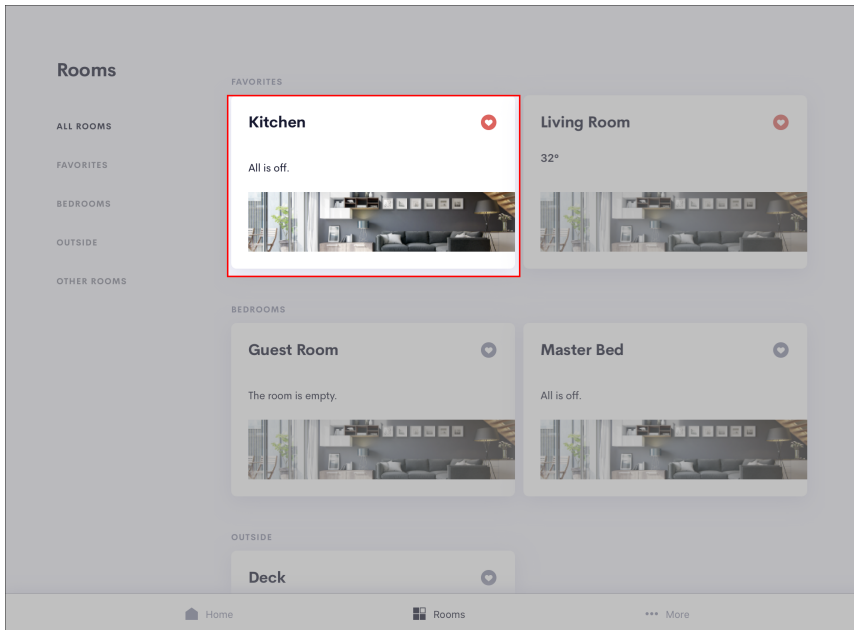 Rooms
ALL ROOMS
FAVORITES
BEDROOMS
OUTSIDE
OTHER ROOMS
FAVORITES
Kitchen
All is off.
Living Room
32°
BEDROOMS
Guest Room
The room is empty.
Master Bed
All is off.
OUTSIDE
Deck
Home
Rooms
More